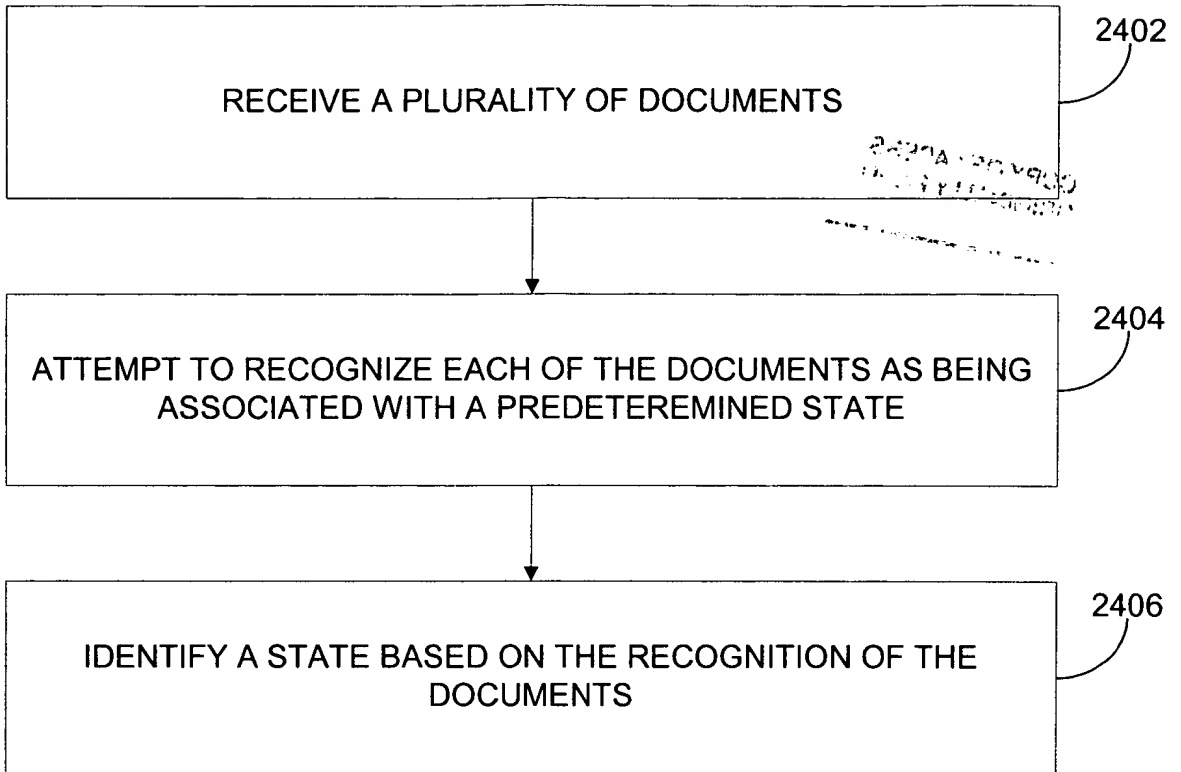 2402
RECEIVE A PLURALITY OF DOCUMENTS
2404
ATTEMPT TO RECOGNIZE EACH OF THE DOCUMENTS AS BEING
ASSOCIATED WITH A PREDETEREMINED STATE
2406
IDENTIFY A STATE BASED ON THE RECOGNITION OF THE
DOCUMENTS